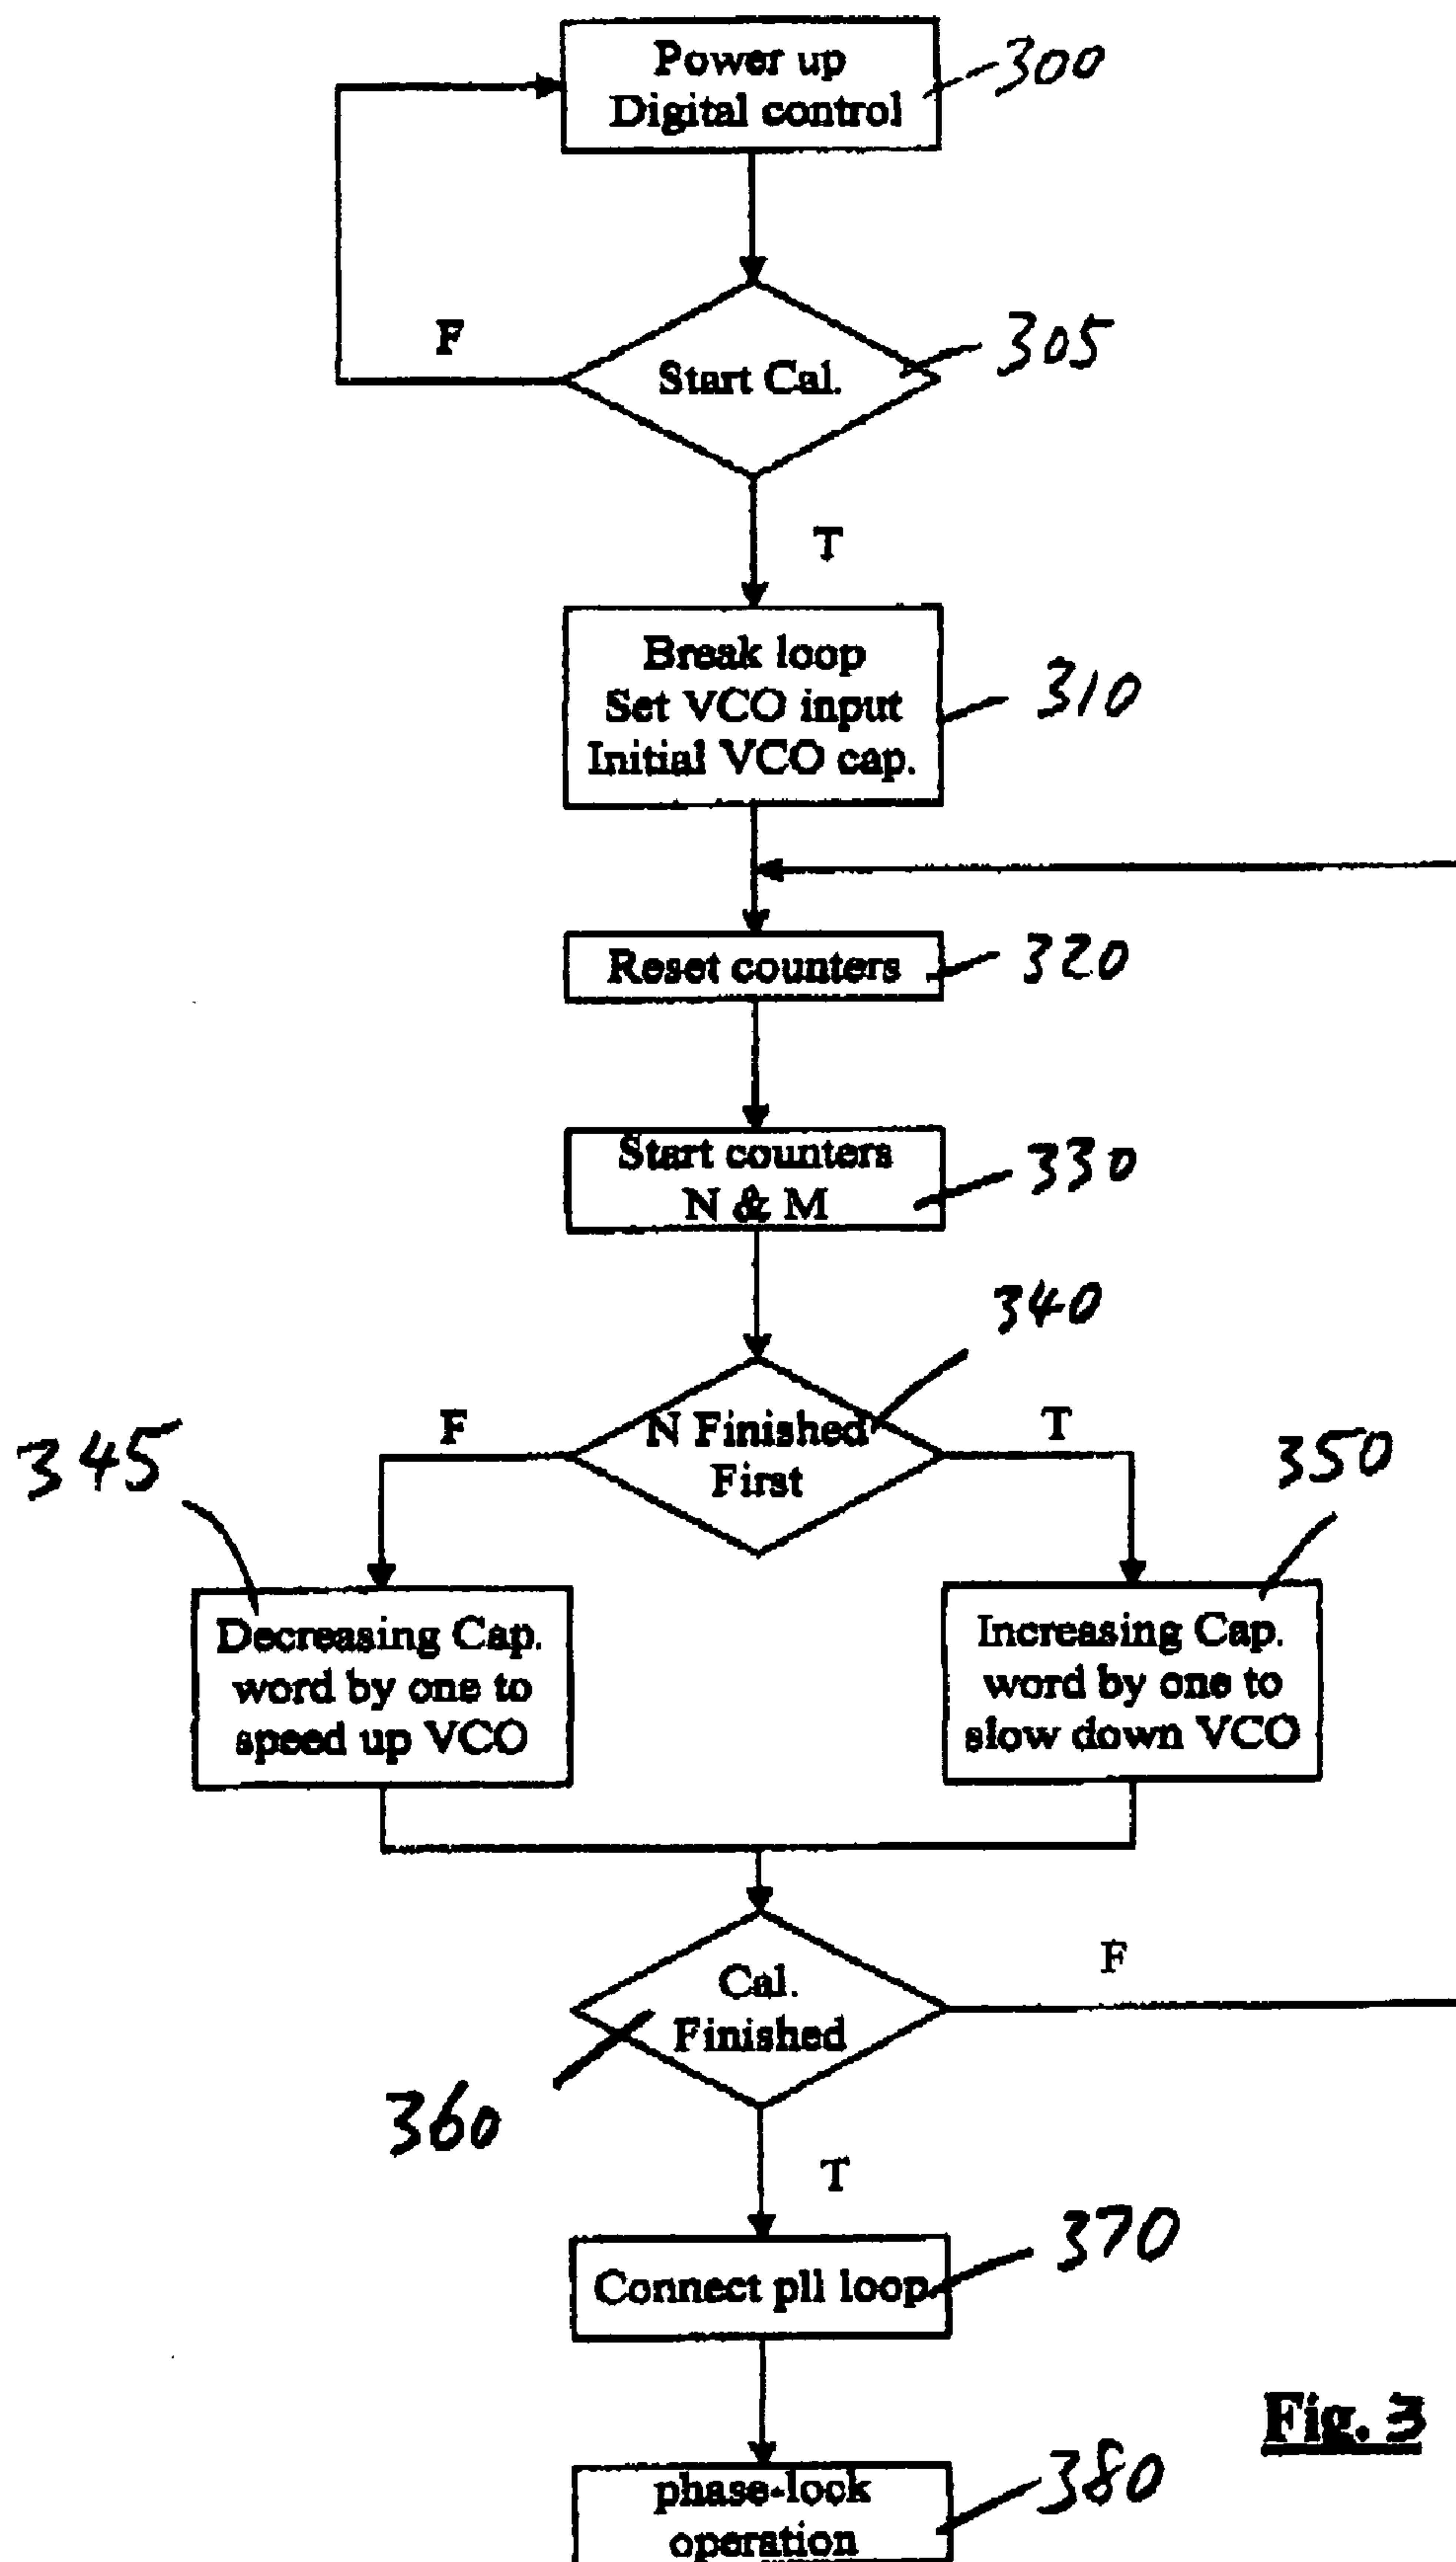 Power up
Digital control
300
F
Start Cal.
305
T
Break loop
Set VCO input
Initial VCO cap.
310
Reset counters
320
Start counters
N & M
330
340
F
N Finished
First
T
345
350
Decreasing Cap.
word by one to
speed up VCO
Increasing Cap.
word by one to
slow down VCO
Cal.
Finished
F
360
T
Connect pll loop
370
Fig. 3
phase-lock
operation
380